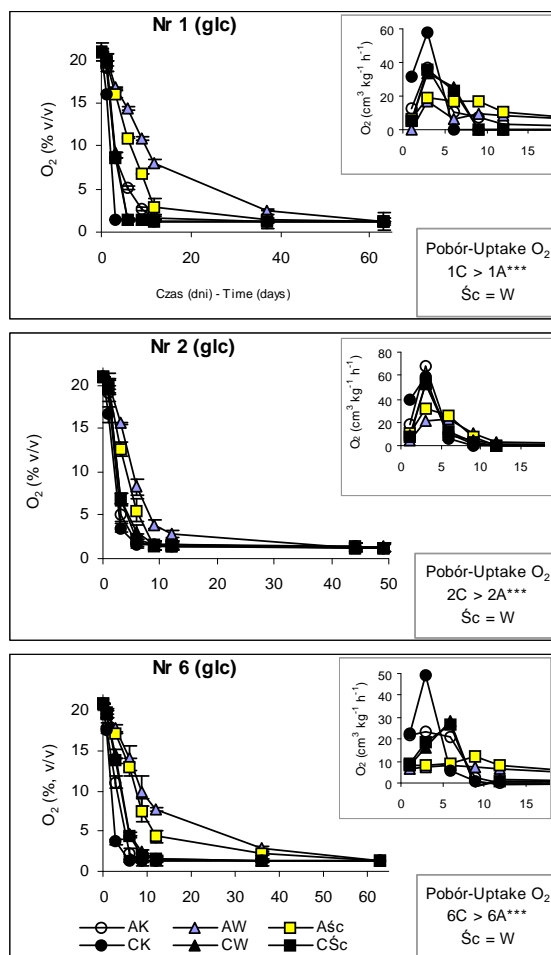 Nr 1 (glc)
O₂ (% v/v)
20
15
10
5
0
0 20 40 60
Czas (dni) - Time (days)
O₂ (cm³ kg⁻¹ h⁻¹)
60
40
20
0
0 5 10 15
Pobór-Uptake O₂
1C > 1A***
Śc = W
Nr 2 (glc)
O₂ (% v/v)
20
15
10
5
0
0 10 20 30 40 50
O₂ (cm³ kg⁻¹ h⁻¹)
80
60
40
20
0
0 5 10 15
Pobór-Uptake O₂
2C > 2A***
Śc = W
Nr 6 (glc)
O₂ (%, v/v)
20
15
10
5
0
0 10 20 30 40 50 60
O₂ (cm³ kg⁻¹ h⁻¹)
50
40
30
20
10
0
0 5 10 15
Pobór-Uptake O₂
6C > 6A***
Śc = W
AK AW Aśc
CK CW CŚc